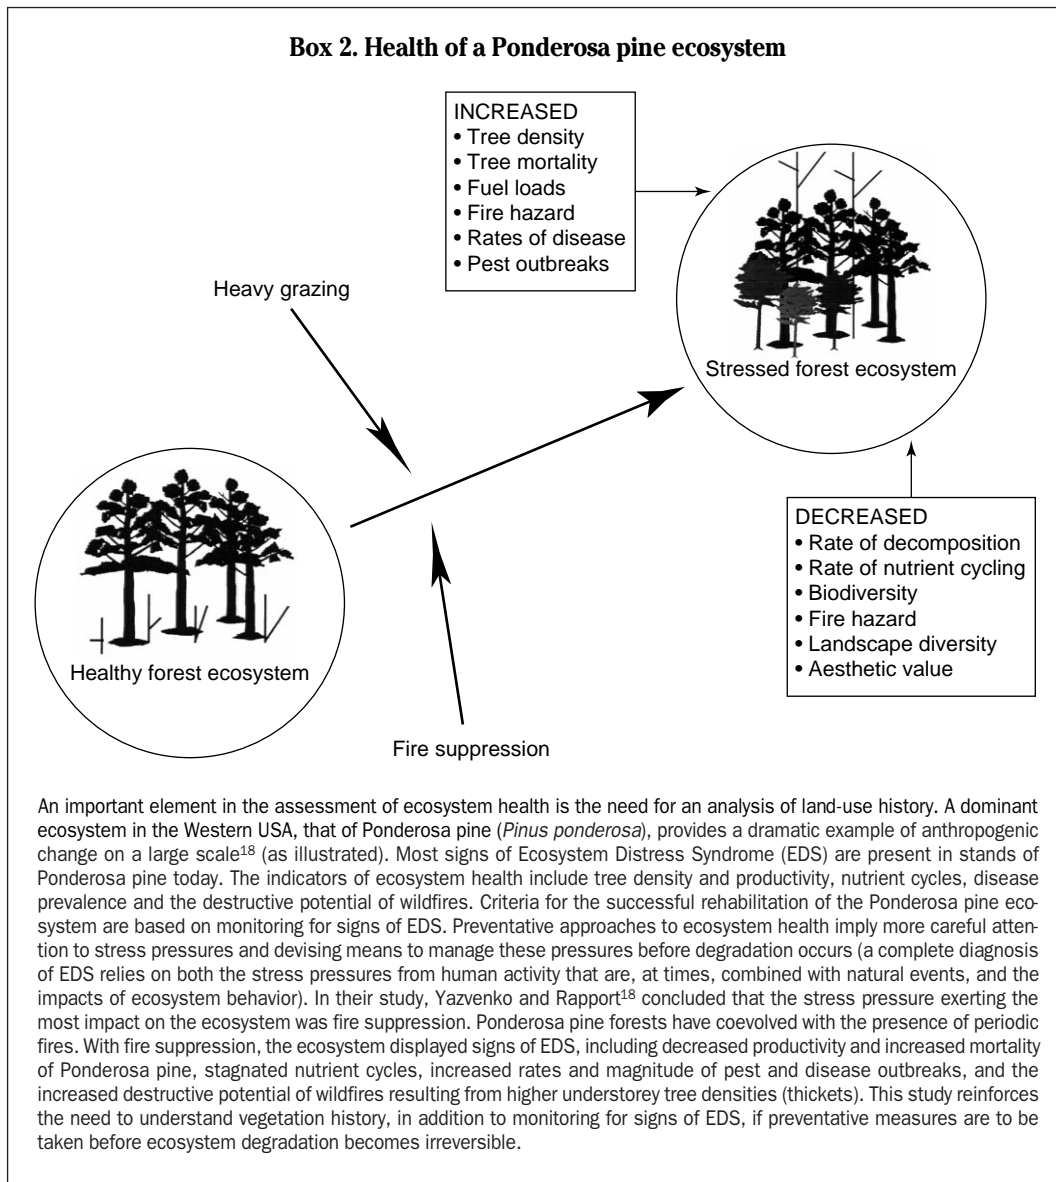 Box 2. Health of a Ponderosa pine ecosystem
INCREASED
• Tree density
• Tree mortality
• Fuel loads
• Fire hazard
• Rates of disease
• Pest outbreaks
Heavy grazing
Stressed forest ecosystem
DECREASED
• Rate of decomposition
• Rate of nutrient cycling
• Biodiversity
• Fire hazard
• Landscape diversity
• Aesthetic value
Healthy forest ecosystem
Fire suppression
An important element in the assessment of ecosystem health is the need for an analysis of land-use history. A dominant
ecosystem in the Western USA, that of Ponderosa pine (Pinus ponderosa), provides a dramatic example of anthropogenic
change on a large scale18 (as illustrated). Most signs of Ecosystem Distress Syndrome (EDS) are present in stands of
Ponderosa pine today. The indicators of ecosystem health include tree density and productivity, nutrient cycles, disease
prevalence and the destructive potential of wildfires. Criteria for the successful rehabilitation of the Ponderosa pine eco-
system are based on monitoring for signs of EDS. Preventative approaches to ecosystem health imply more careful atten-
tion to stress pressures and devising means to manage these pressures before degradation occurs (a complete diagnosis
of EDS relies on both the stress pressures from human activity that are, at times, combined with natural events, and the
impacts of ecosystem behavior). In their study, Yazvenko and Rapport18 concluded that the stress pressure exerting the
most impact on the ecosystem was fire suppression. Ponderosa pine forests have coevolved with the presence of periodic
fires. With fire suppression, the ecosystem displayed signs of EDS, including decreased productivity and increased mortality
of Ponderosa pine, stagnated nutrient cycles, increased rates and magnitude of pest and disease outbreaks, and the
increased destructive potential of wildfires resulting from higher understorey tree densities (thickets). This study reinforces
the need to understand vegetation history, in addition to monitoring for signs of EDS, if preventative measures are to be
taken before ecosystem degradation becomes irreversible.